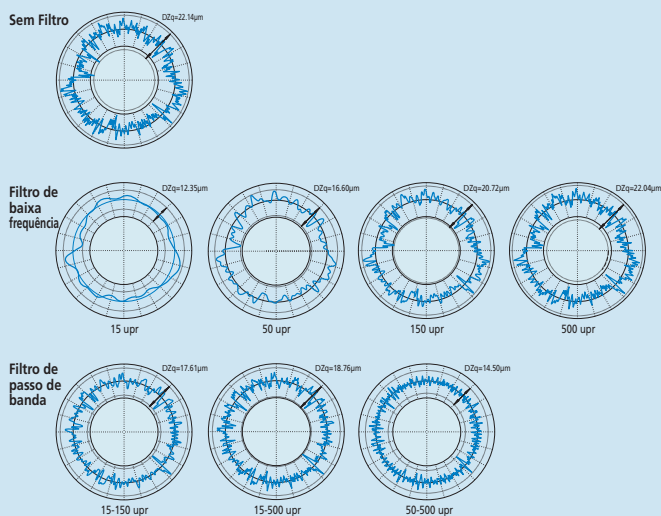 Sem Filtro
DZq=22.14µm
Filtro de
baixa
frequência
DZq=12.35µm
DZq=16.60µm
DZq=20.72µm
DZq=22.04µm
15 upr
50 upr
150 upr
500 upr
Filtro de
passo de
banda
DZq=17.61µm
DZq=18.76µm
DZq=14.50µm
15-150 upr
15-500 upr
50-500 upr